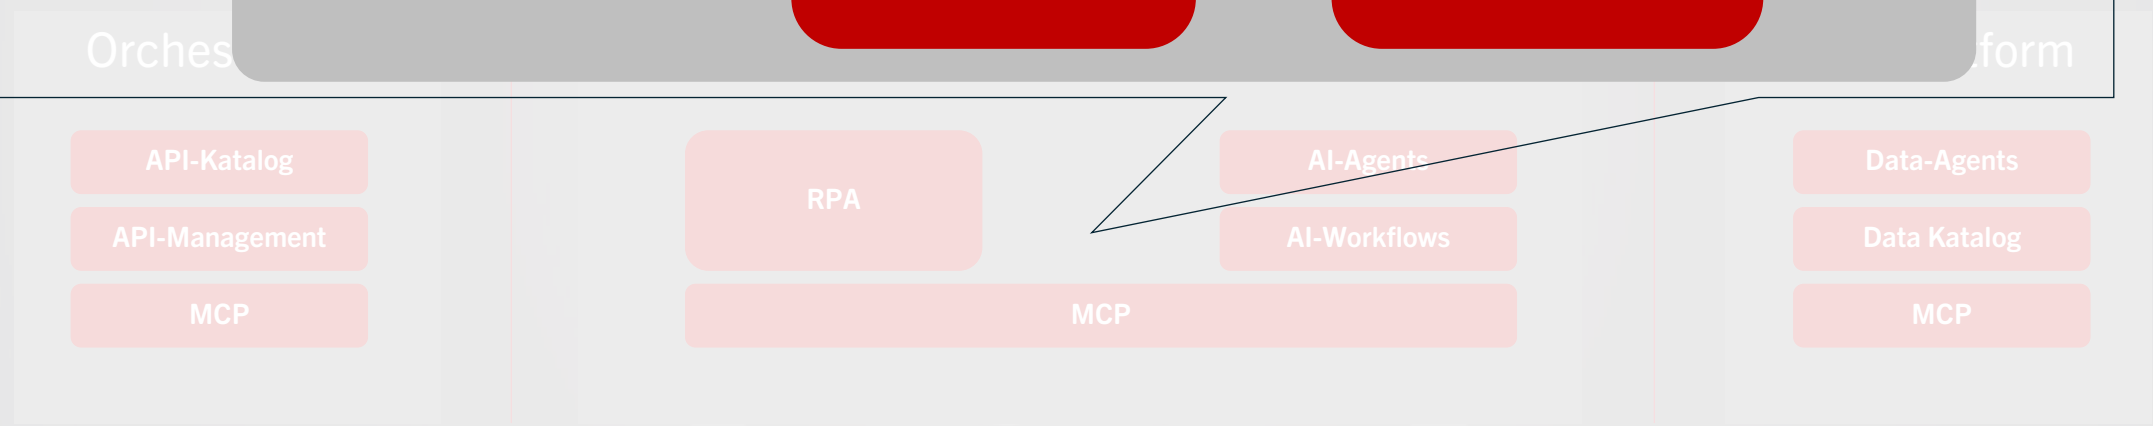 Orches
form
API-Katalog
API-Management
MCP
RPA
AI-Agents
AI-Workflows
MCP
Data-Agents
Data Katalog
MCP